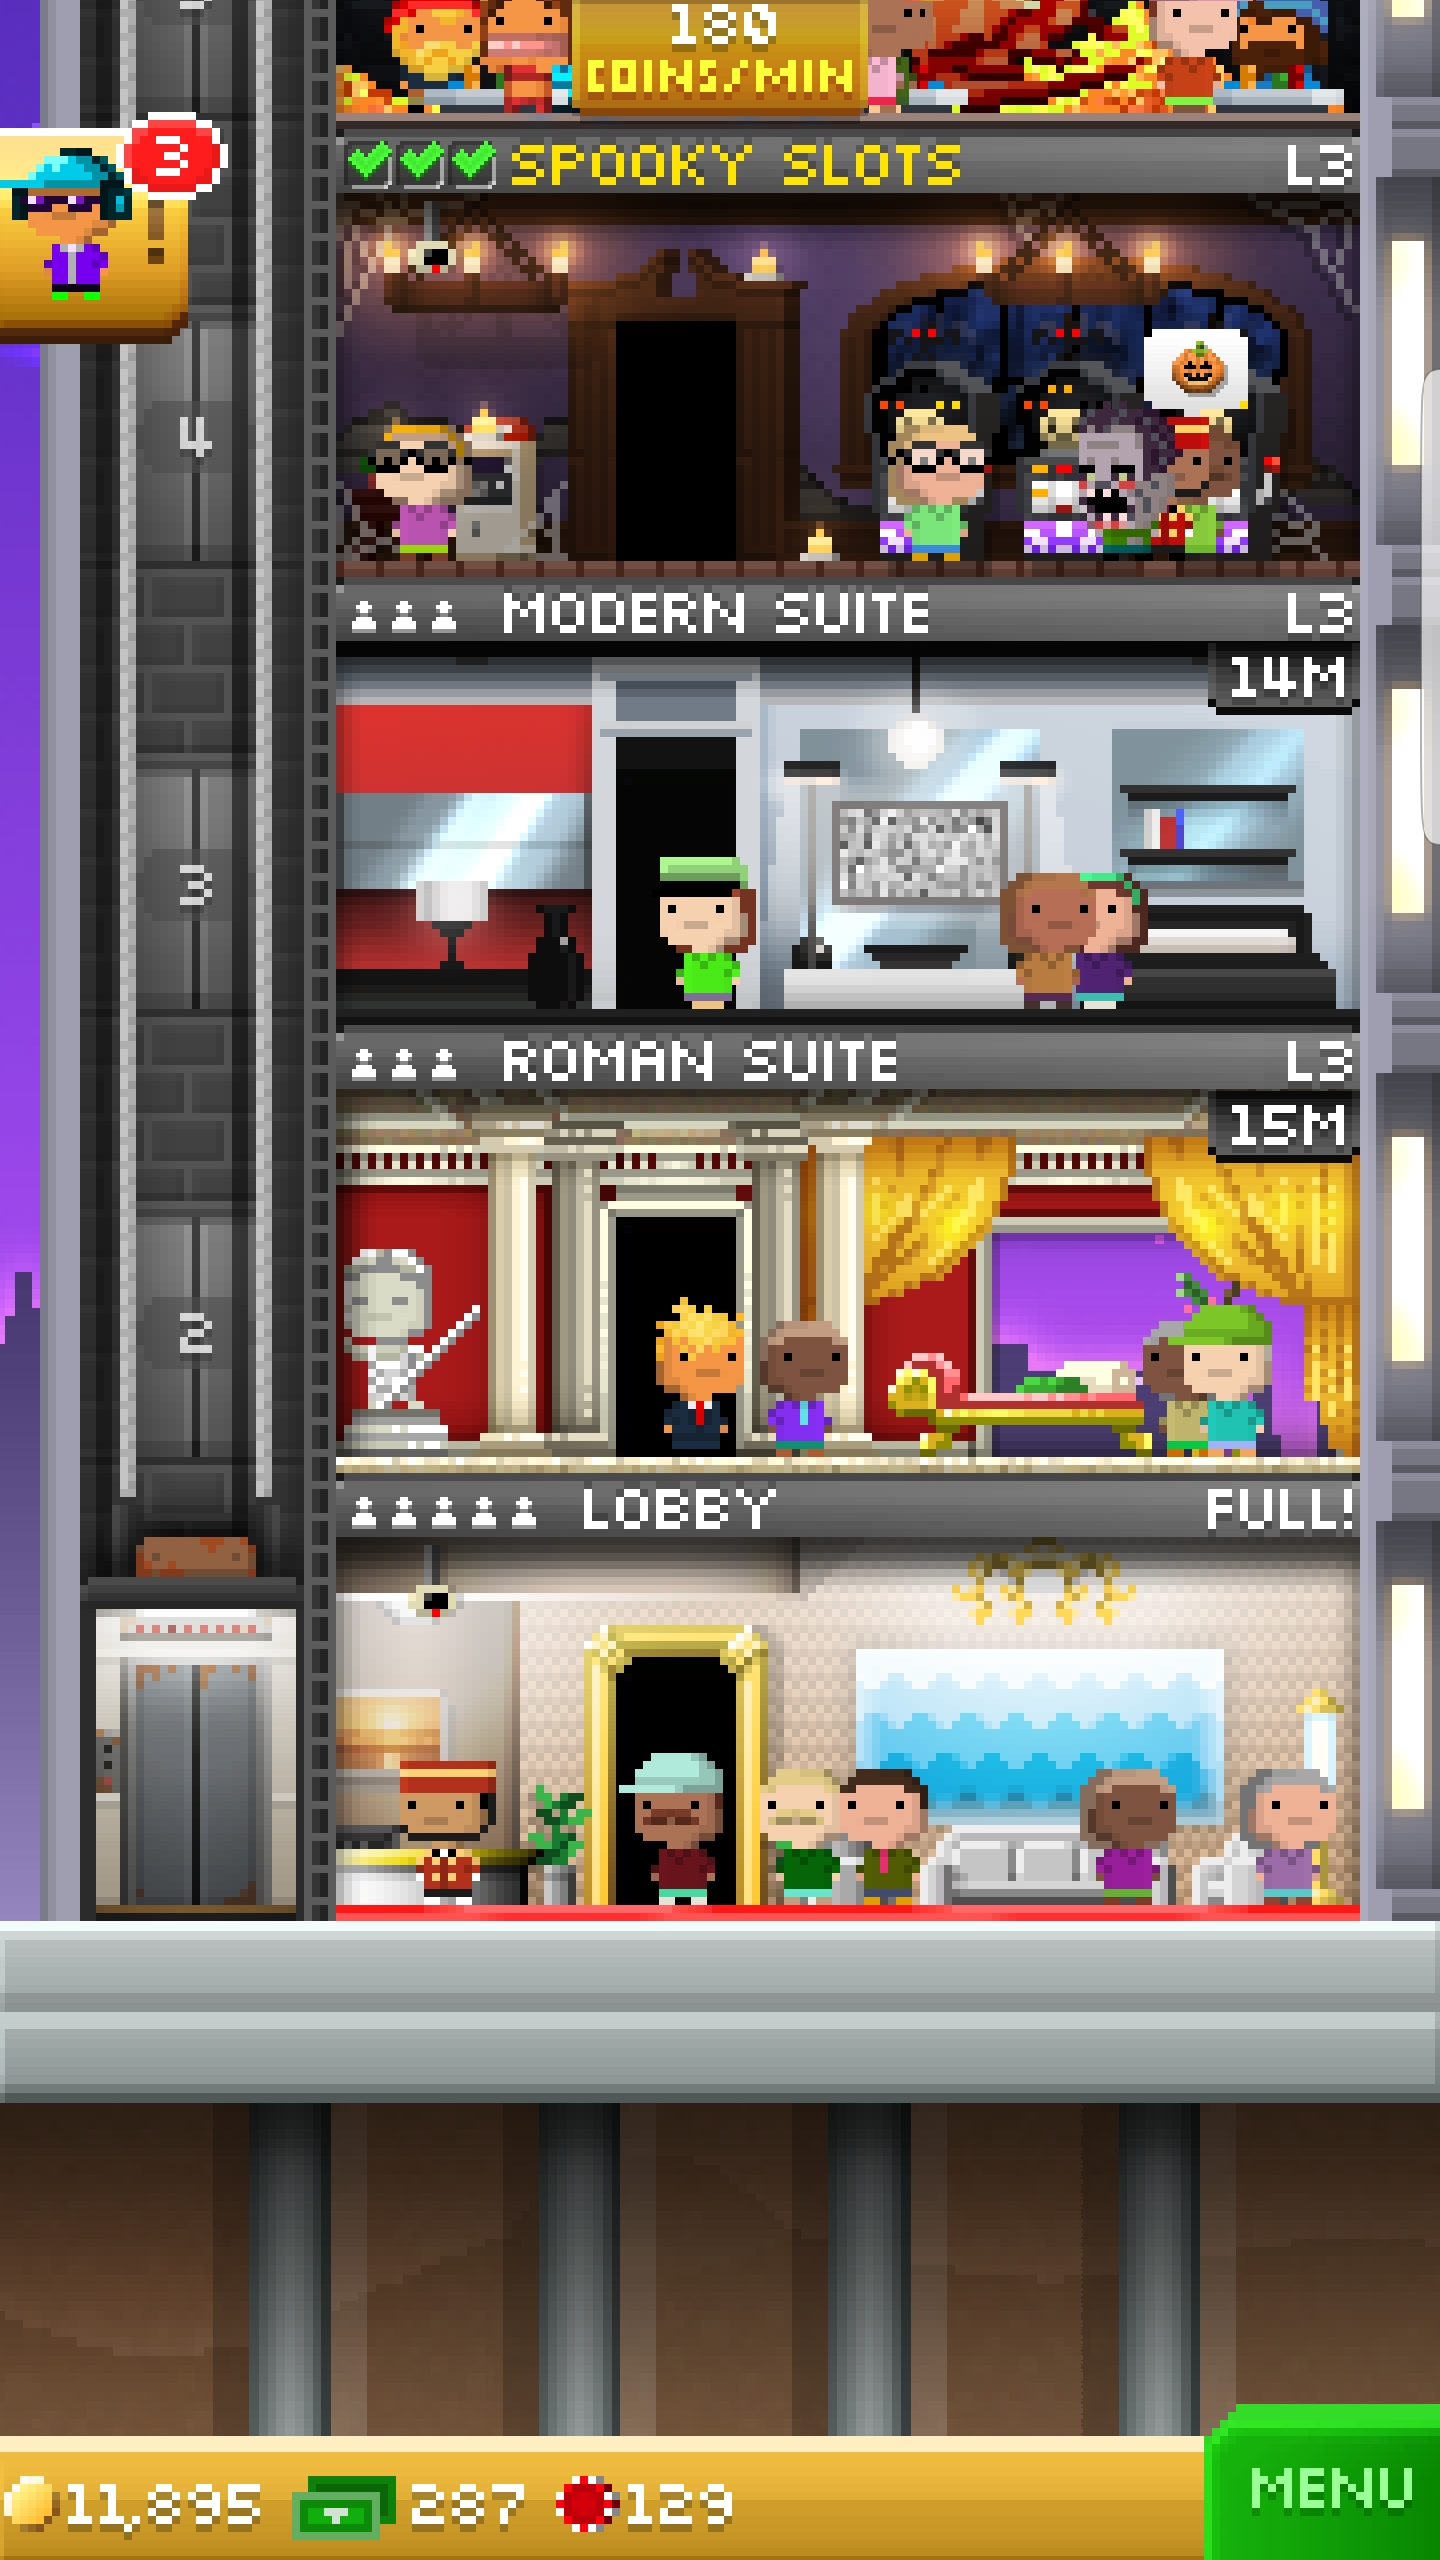 180
COINS/MIN
3
SPOOKY SLOTS L3
4
MODERN SUITE L3
14M
3
ROMAN SUITE L3
15M
2
LOBBY FULL!
11,895 287 129
MENU